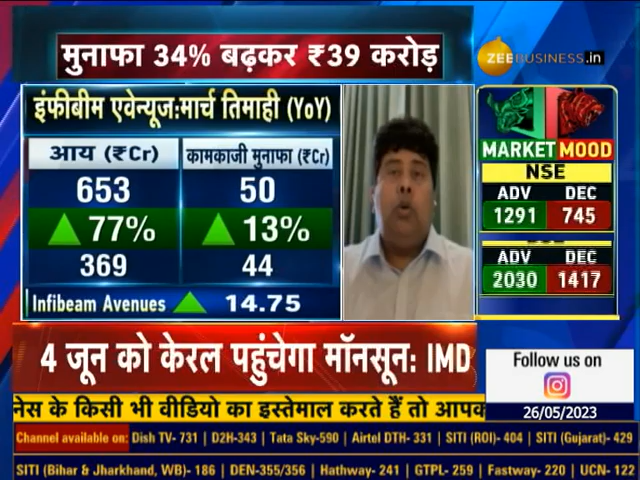 मुनाफा 34% बढ़कर ₹39 करोड़
ZEEBUSINESS.in
इंफीबीम एवेन्यूज:मार्च तिमाही (YoY)
आय (₹Cr) कामकाजी मुनाफा (₹Cr)
653 50
77% 13%
369 44
Infibeam Avenues 14.75
MARKET MOOD
NSE
ADV DEC
1291 745
ADV DEC
2030 1417
4 जून को केरल पहुंचेगा मॉनसून: IMD
Follow us on
26/05/2023
नेस के किसी भी वीडियो का इस्तेमाल करते हैं तो आपक
Channel available on: Dish TV- 731 | D2H-343 | Tata Sky-590 | Airtel DTH- 331 | SITI (ROI)- 404 | SITI (Gujarat)- 429
SITI (Bihar & Jharkhand, WB)- 186 | DEN-355/356 | Hathway- 241 | GTPL- 259 | Fastway- 220 | UCN- 122